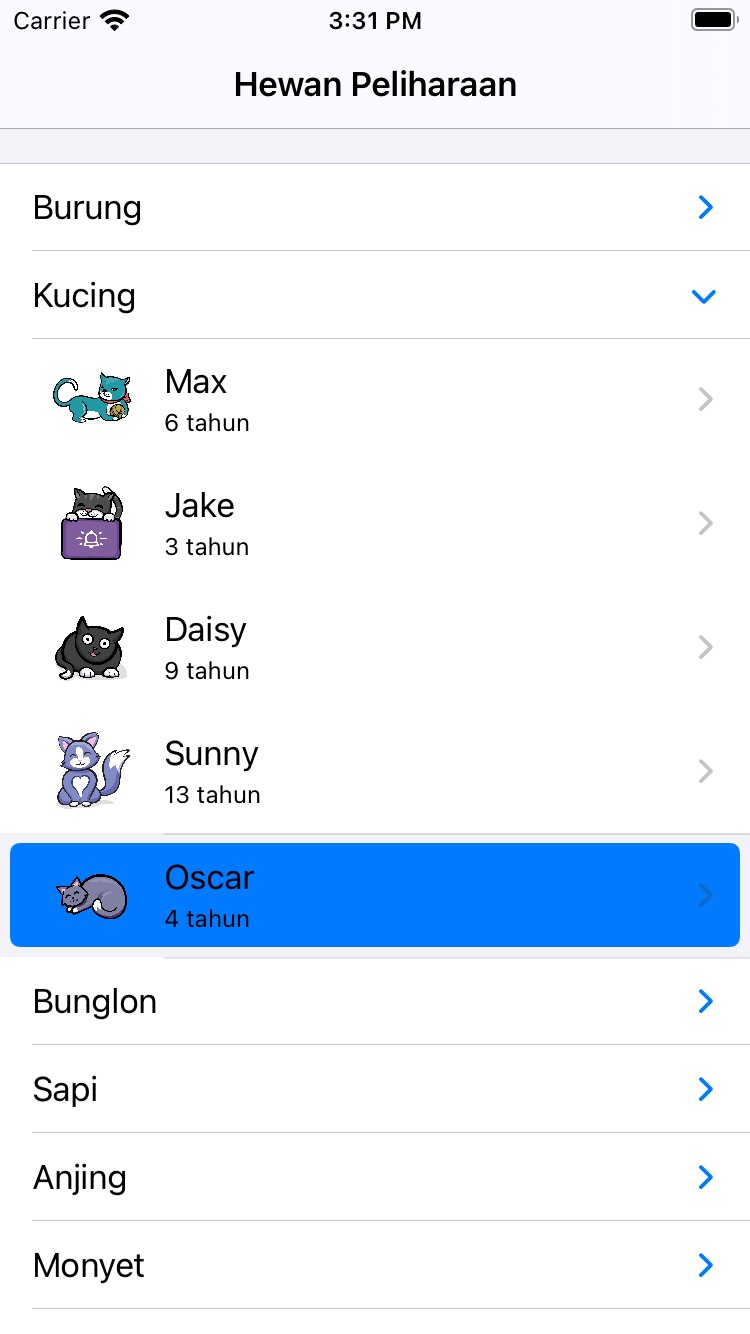 Carrier 3:31 PM
Hewan Peliharaan
Burung
Kucing
Max
6 tahun
Jake
3 tahun
Daisy
9 tahun
Sunny
13 tahun
Oscar
4 tahun
Bunglon
Sapi
Anjing
Monyet